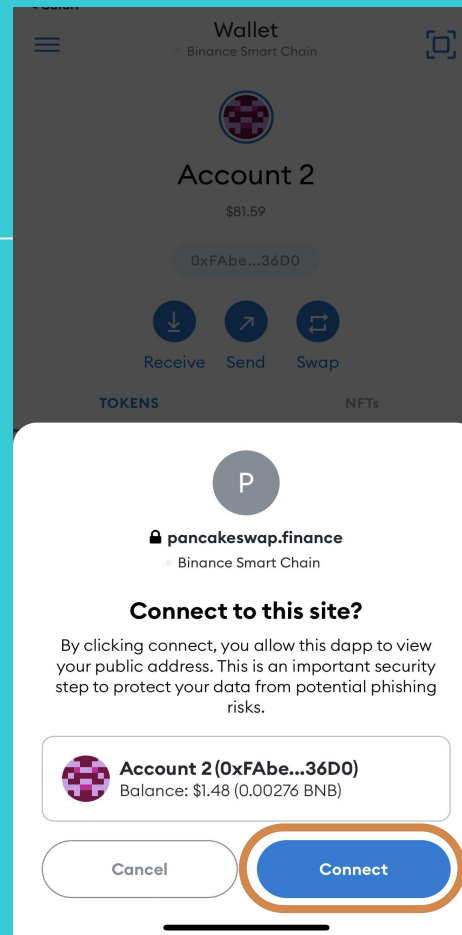 Safari
Wallet
Binance Smart Chain
Account 2
$81.59
0xFAbe...36D0
Receive Send Swap
TOKENS NFTs
P
pancakeswap.finance
Binance Smart Chain
Connect to this site?
By clicking connect, you allow this dapp to view
your public address. This is an important security
step to protect your data from potential phishing
risks.
Account 2 (0xFAbe...36D0)
Balance: $1.48 (0.00276 BNB)
Cancel Connect